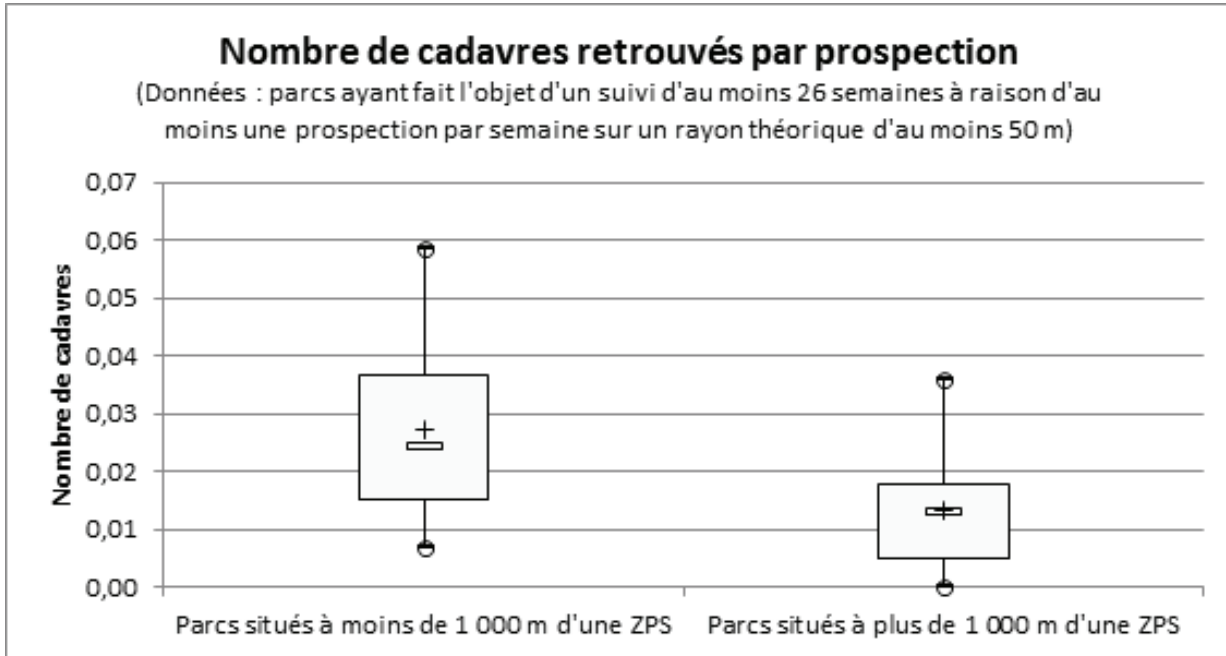 Nombre de cadavres retrouvés par prospection
(Données : parcs ayant fait l'objet d'un suivi d'au moins 26 semaines à raison d'au
moins une prospection par semaine sur un rayon théorique d'au moins 50 m)
Nombre de cadavres
0,07
0,06
0,05
0,04
0,03
0,02
0,01
0,00
Parcs situés à moins de 1 000 m d'une ZPS
Parcs situés à plus de 1 000 m d'une ZPS